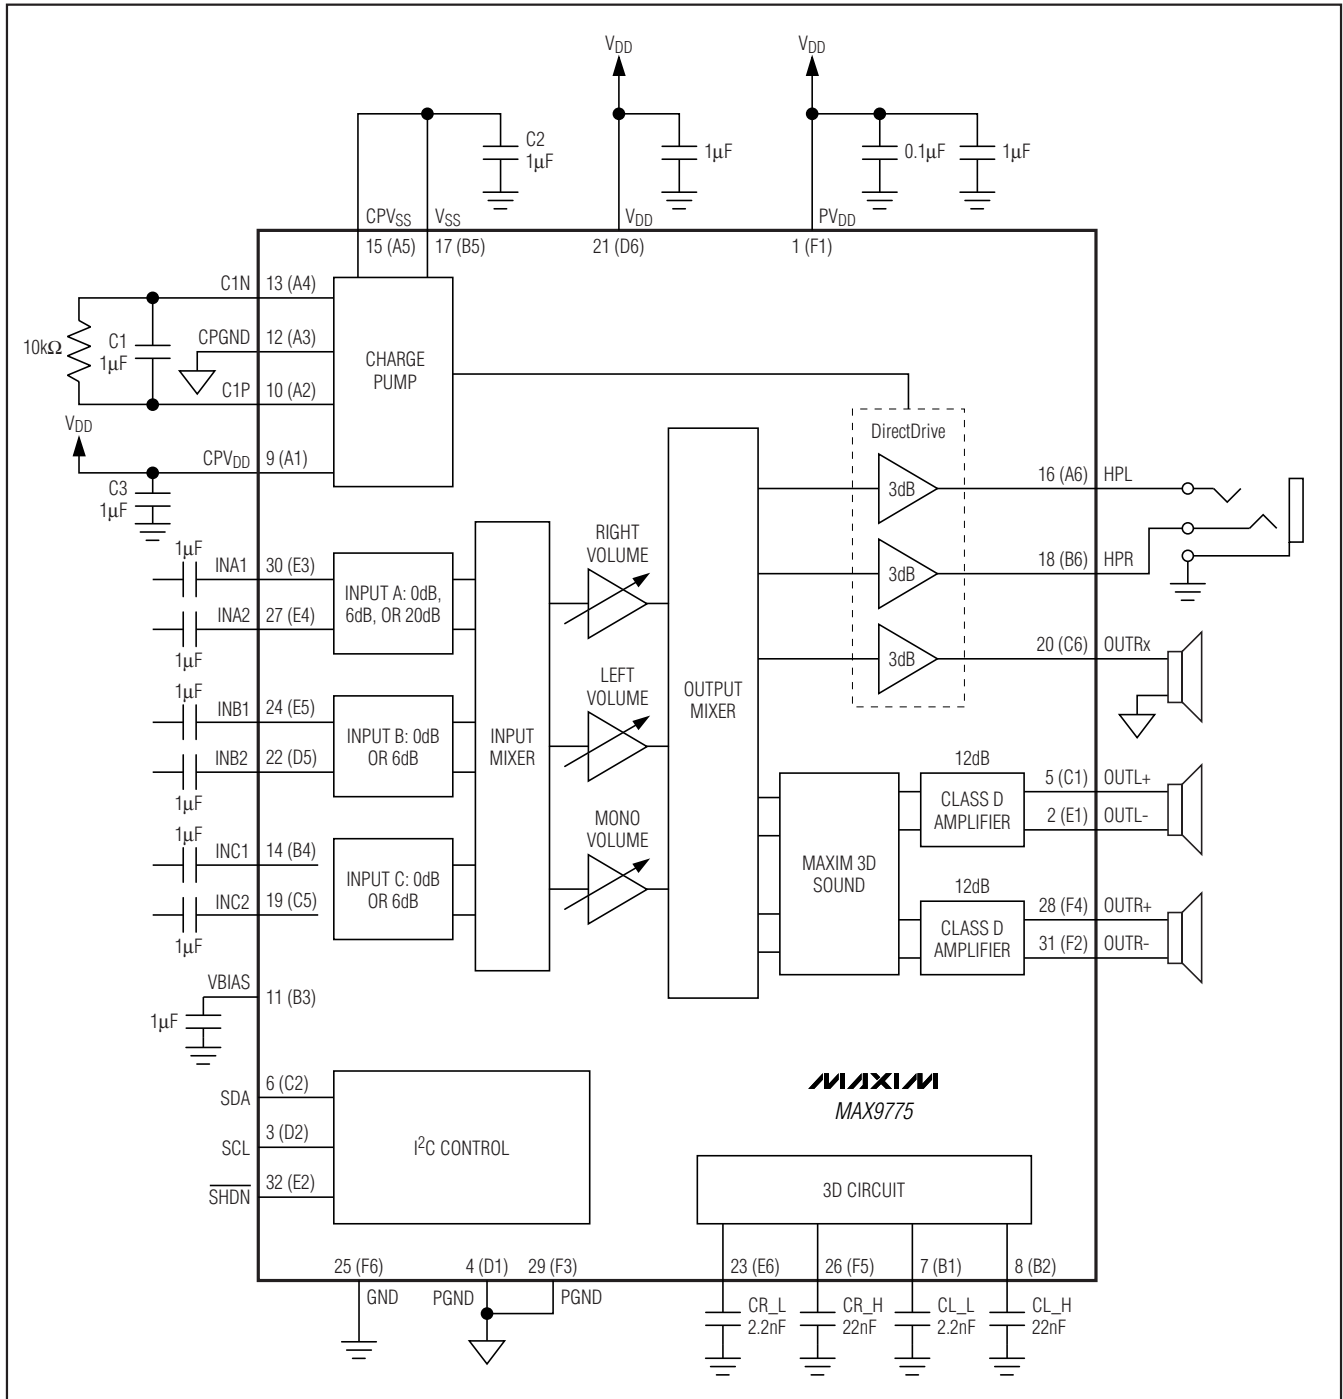 VDD
VDD
C2
1µF
1µF
0.1µF
1µF
CPVSS
VSS
VDD
PVDD
15 (A5)
17 (B5)
21 (D6)
1 (F1)
C1N
13 (A4)
10kΩ
C1
1µF
CPGND
12 (A3)
C1P
10 (A2)
CHARGE
PUMP
VDD
CPVDD
9 (A1)
C3
1µF
DirectDrive
3dB
16 (A6)
HPL
3dB
18 (B6)
HPR
3dB
20 (C6)
OUTRx
1µF
INA1
30 (E3)
INA2
27 (E4)
1µF
INPUT A: 0dB,
6dB, OR 20dB
1µF
INB1
24 (E5)
INB2
22 (D5)
1µF
INPUT B: 0dB
OR 6dB
1µF
INC1
14 (B4)
INC2
19 (C5)
1µF
INPUT C: 0dB
OR 6dB
INPUT
MIXER
RIGHT
VOLUME
LEFT
VOLUME
MONO
VOLUME
OUTPUT
MIXER
MAXIM 3D
SOUND
12dB
CLASS D
AMPLIFIER
5 (C1)
OUTL+
2 (E1)
OUTL-
12dB
CLASS D
AMPLIFIER
28 (F4)
OUTR+
31 (F2)
OUTR-
VBIAS
11 (B3)
1µF
SDA
6 (C2)
SCL
3 (D2)
SHDN
32 (E2)
I2C CONTROL
MAXIM
MAX9775
3D CIRCUIT
25 (F6)
GND
4 (D1)
PGND
29 (F3)
PGND
23 (E6)
26 (F5)
7 (B1)
8 (B2)
CR_L
2.2nF
CR_H
22nF
CL_L
2.2nF
CL_H
22nF